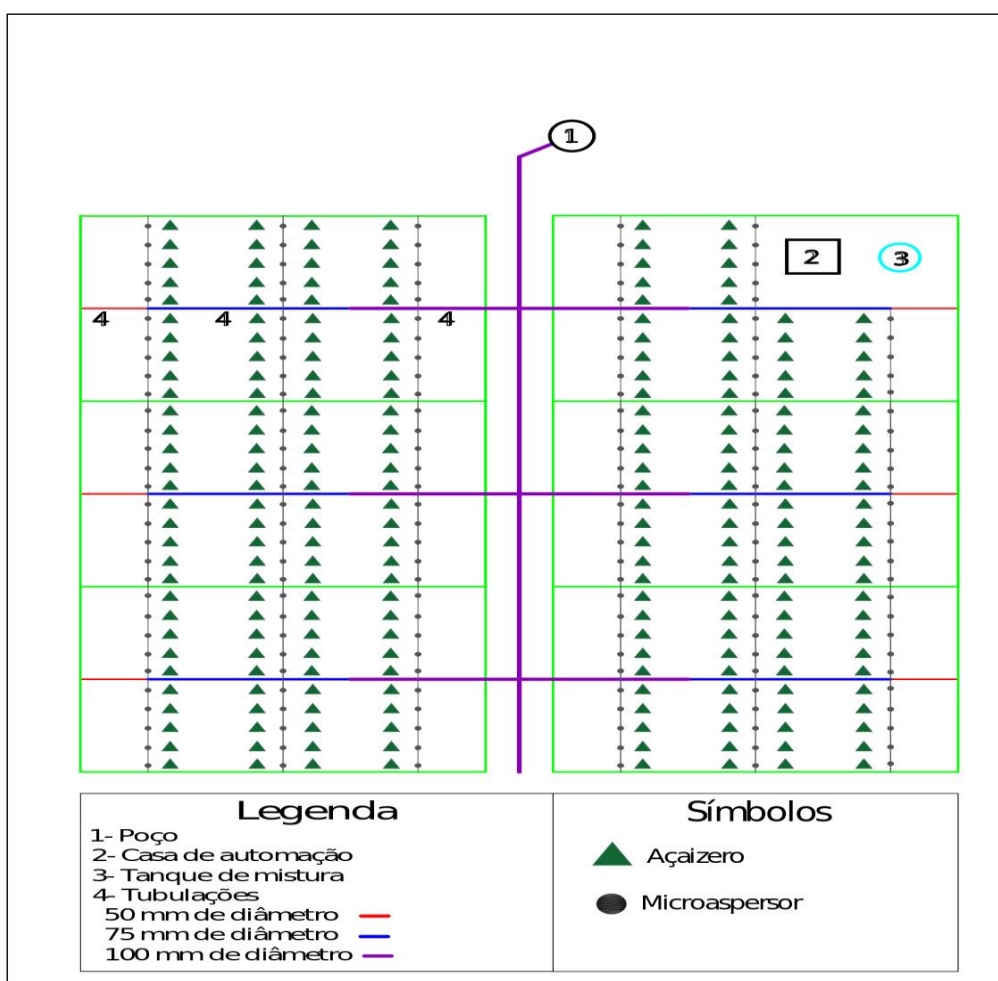 1
2
3
4
4
4
Legenda
1- Poço
2- Casa de automação
3- Tanque de mistura
4- Tubulações
50 mm de diâmetro
75 mm de diâmetro
100 mm de diâmetro
Símbolos
Açaizero
Microaspersor